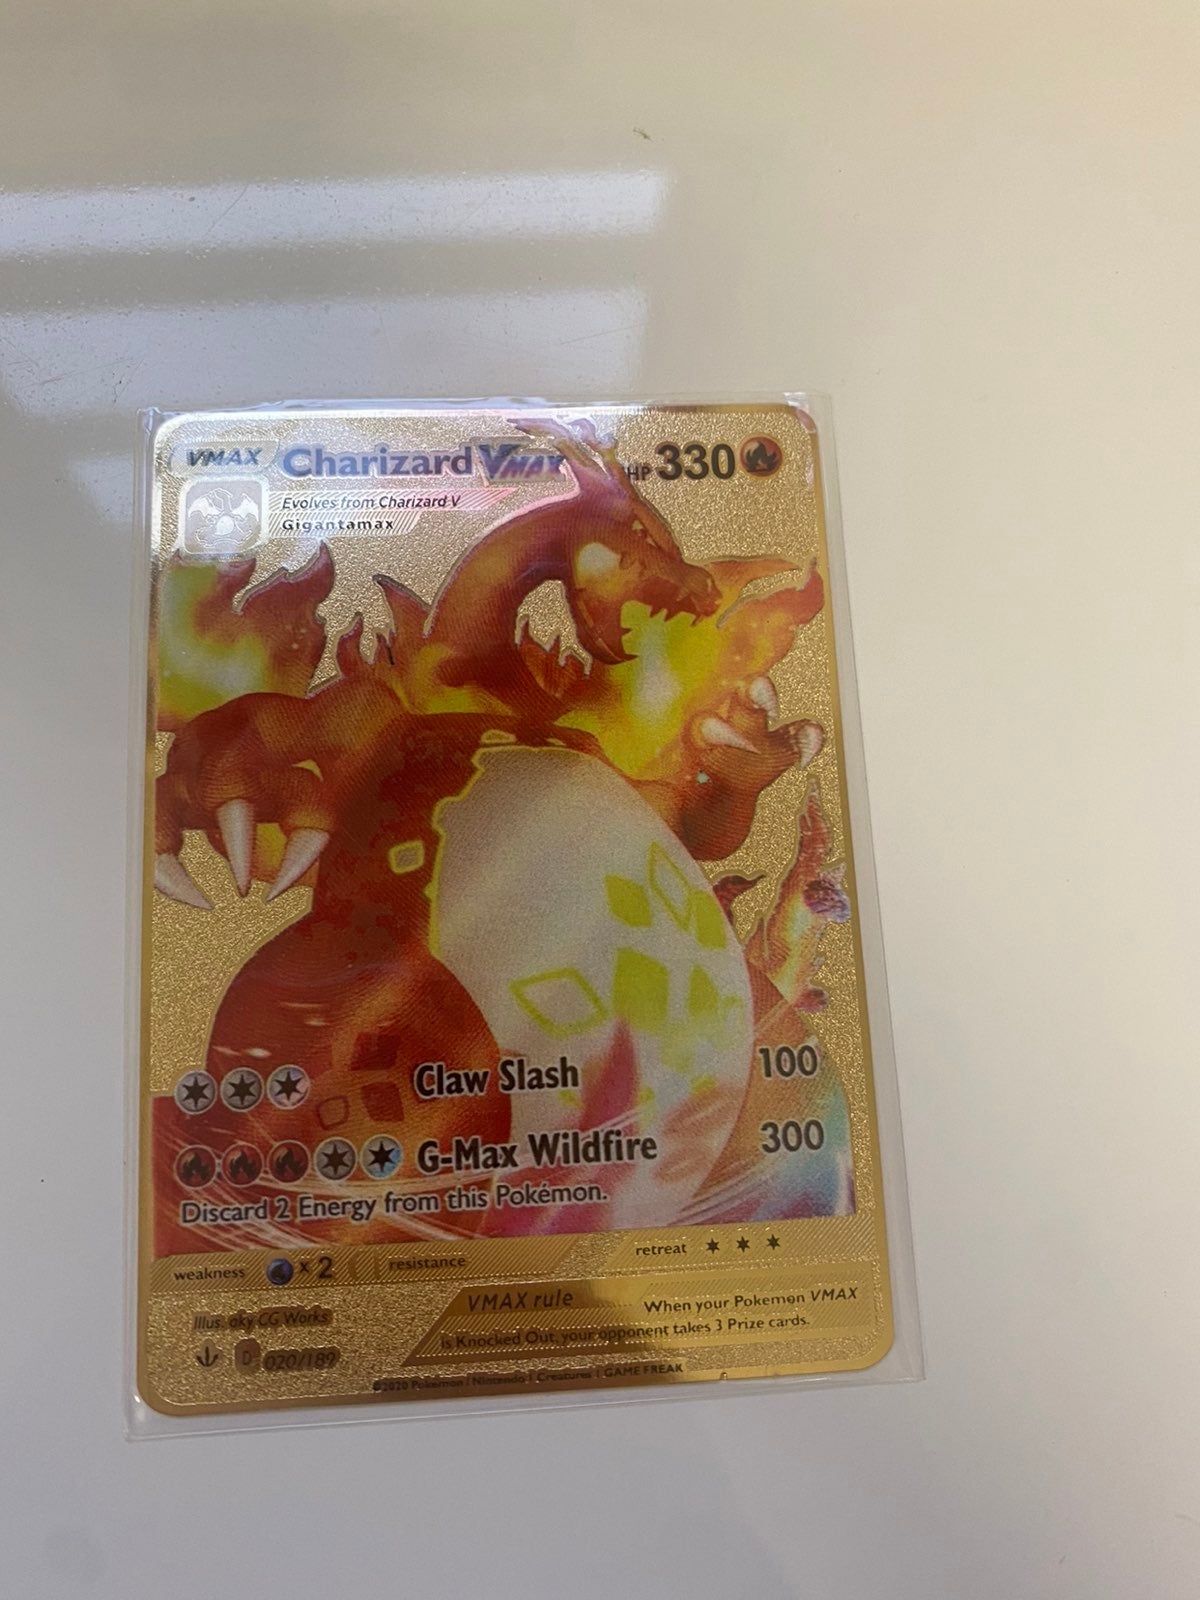 VMAX Charizard VMAX HP 330
Evolves from Charizard V
Gigantamax
Claw Slash 100
G-Max Wildfire 300
Discard 2 Energy from this Pokémon.
weakness x 2 resistance retreat
VMAX rule When your Pokemon VMAX
is Knocked Out, your opponent takes 3 Prize cards.
Illus. aky CG Works
D 020/189
©2020 Pokémon / Nintendo / Creatures / GAME FREAK